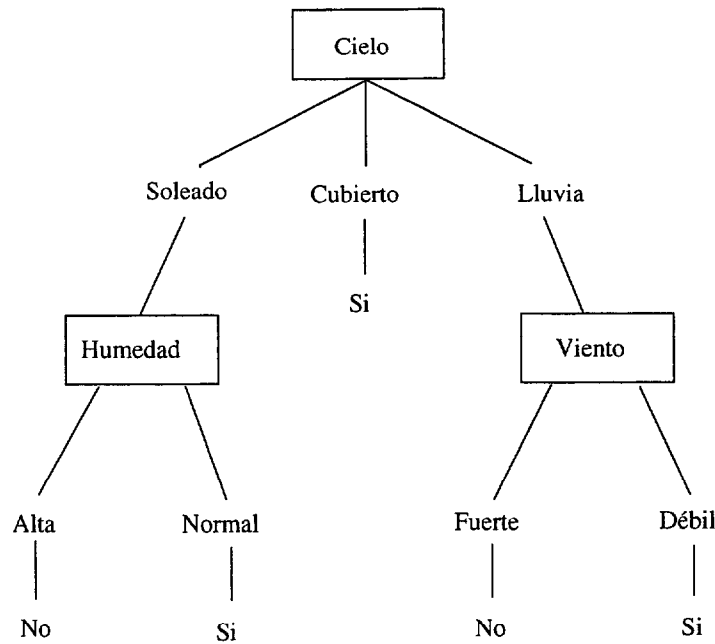 Cielo
Soleado Cubierto Lluvia
Si
Humedad Viento
Alta Normal Fuerte Débil
No Si No Si